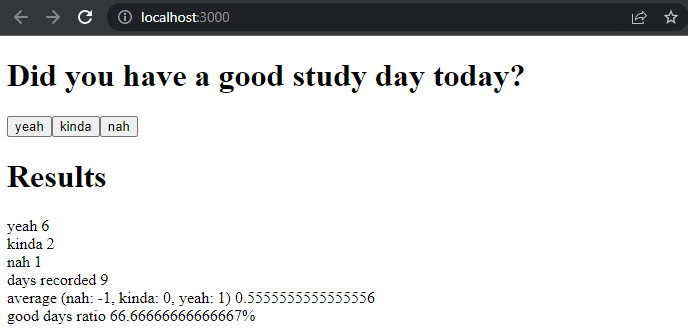 localhost:3000
Did you have a good study day today?
yeah kinda nah
Results
yeah 6
kinda 2
nah 1
days recorded 9
average (nah: -1, kinda: 0, yeah: 1) 0.5555555555555556
good days ratio 66.66666666666667%